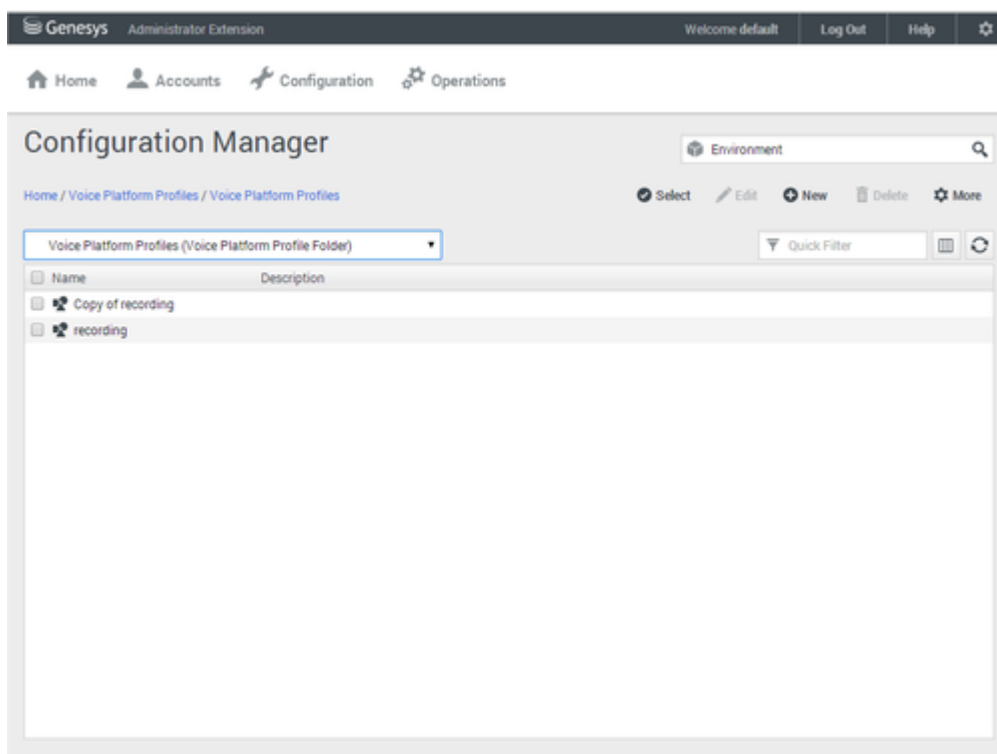 Genesys Administrator Extension Welcome default Log Out Help
Home Accounts Configuration Operations
Configuration Manager
Environment
Home / Voice Platform Profiles / Voice Platform Profiles
Select Edit New Delete More
Voice Platform Profiles (Voice Platform Profile Folder)
Quick Filter
Name Description
Copy of recording
recording